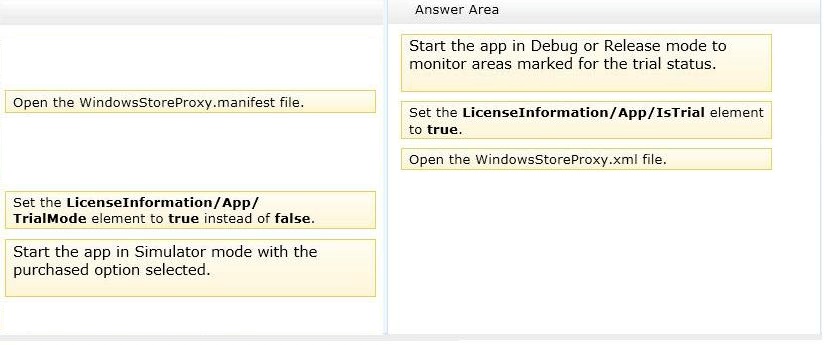 Answer Area
Open the WindowsStoreProxy.manifest file.
Set the LicenseInformation/App/
TrialMode element to true instead of false.
Start the app in Simulator mode with the
purchased option selected.
Start the app in Debug or Release mode to
monitor areas marked for the trial status.
Set the LicenseInformation/App/IsTrial element
to true.
Open the WindowsStoreProxy.xml file.